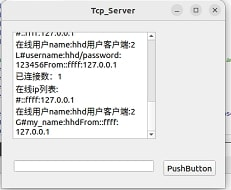 Tcp_Server
#::ffff:127.0.0.1
在线用户name:hhd用户客户端:2
L#username:hhd/password:
123456From::ffff:127.0.0.1
已连接数：1
在线ip列表:
#::ffff:127.0.0.1
在线用户name:hhd用户客户端:2
G#my_name:hhdFrom::ffff:
127.0.0.1
PushButton